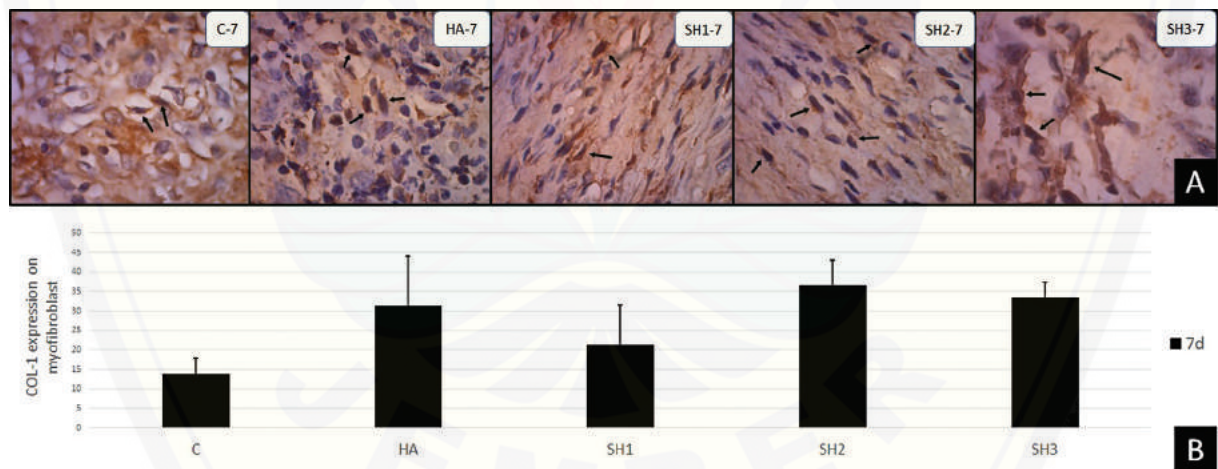 C-7 HA-7 SH1-7 SH2-7 SH3-7
A
COL-1 expression on
myofibroblast
50
45
40
35
30
25
20
15
10
5
0
C HA SH1 SH2 SH3
7d
B
JEMBER